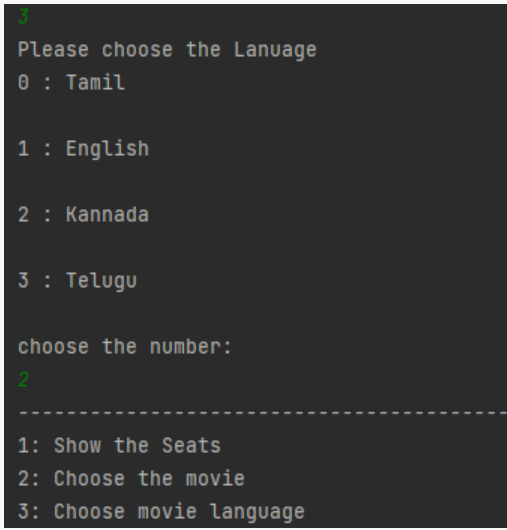 3
Please choose the Lanuage
0 : Tamil
1 : English
2 : Kannada
3 : Telugu
choose the number:
2
-----------------------------------------
1: Show the Seats
2: Choose the movie
3: Choose movie language